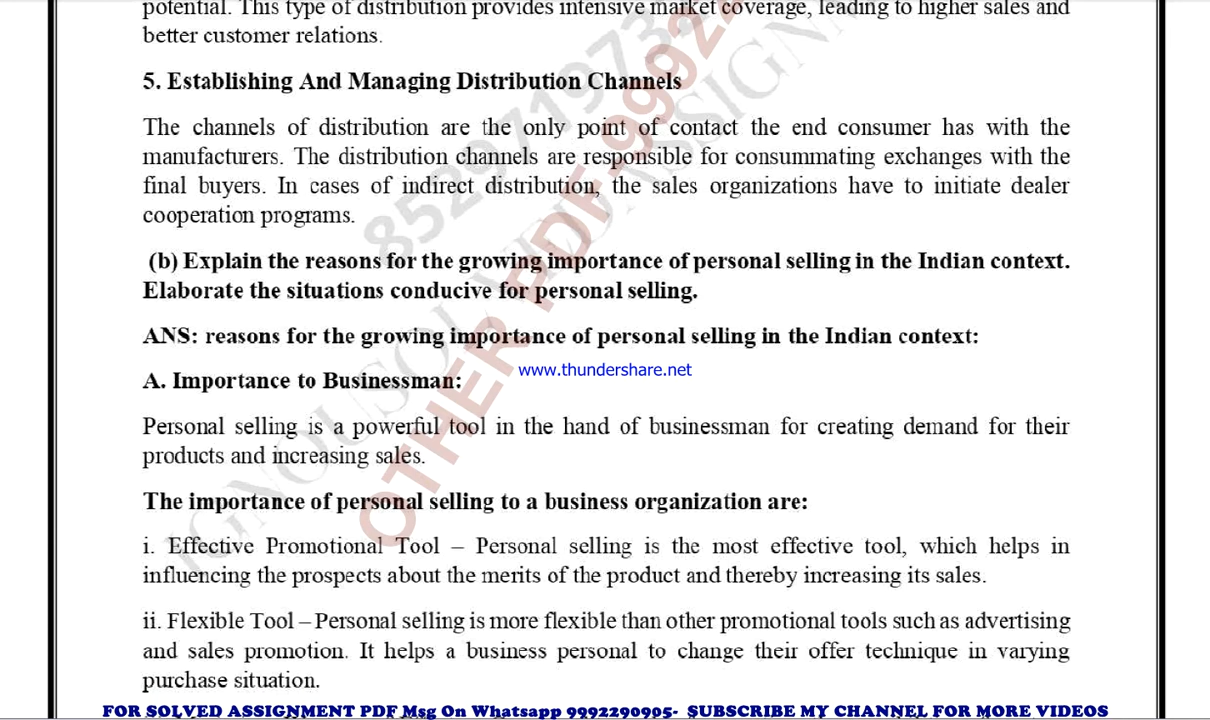 potential. This type of distribution provides intensive market coverage, leading to higher sales and
better customer relations.
5. Establishing And Managing Distribution Channels
The channels of distribution are the only point of contact the end consumer has with the
manufacturers. The distribution channels are responsible for consummating exchanges with the
final buyers. In cases of indirect distribution, the sales organizations have to initiate dealer
cooperation programs.
(b) Explain the reasons for the growing importance of personal selling in the Indian context.
Elaborate the situations conducive for personal selling.
ANS: reasons for the growing importance of personal selling in the Indian context:
www.thundershare.net
A. Importance to Businessman:
Personal selling is a powerful tool in the hand of businessman for creating demand for their
products and increasing sales.
The importance of personal selling to a business organization are:
i. Effective Promotional Tool – Personal selling is the most effective tool, which helps in
influencing the prospects about the merits of the product and thereby increasing its sales.
ii. Flexible Tool – Personal selling is more flexible than other promotional tools such as advertising
and sales promotion. It helps a business personal to change their offer technique in varying
purchase situation.
FOR SOLVED ASSIGNMENT PDF Msg On Whatsapp 9992290905- SUBSCRIBE MY CHANNEL FOR MORE VIDEOS
OTHER PDF-9992